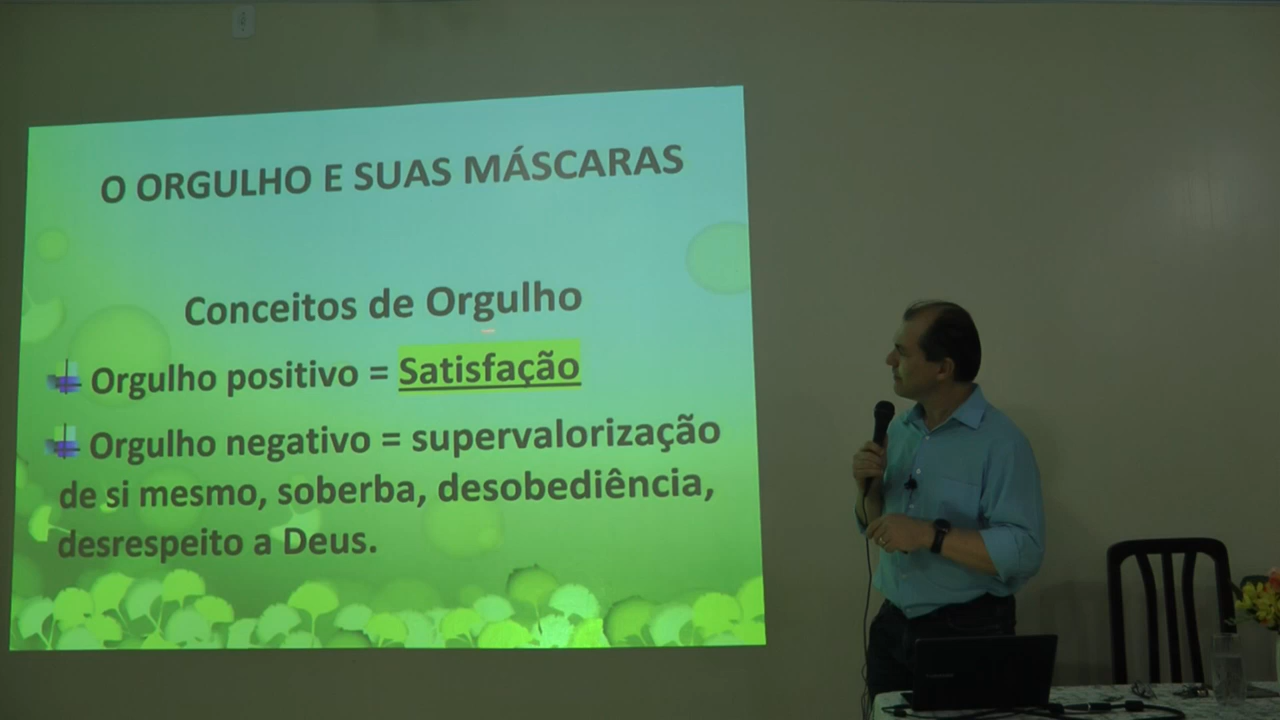 O ORGULHO E SUAS MÁSCARAS
Conceitos de Orgulho
Orgulho positivo = Satisfação
Orgulho negativo = supervalorização
de si mesmo, soberba, desobediência,
desrespeito a Deus.